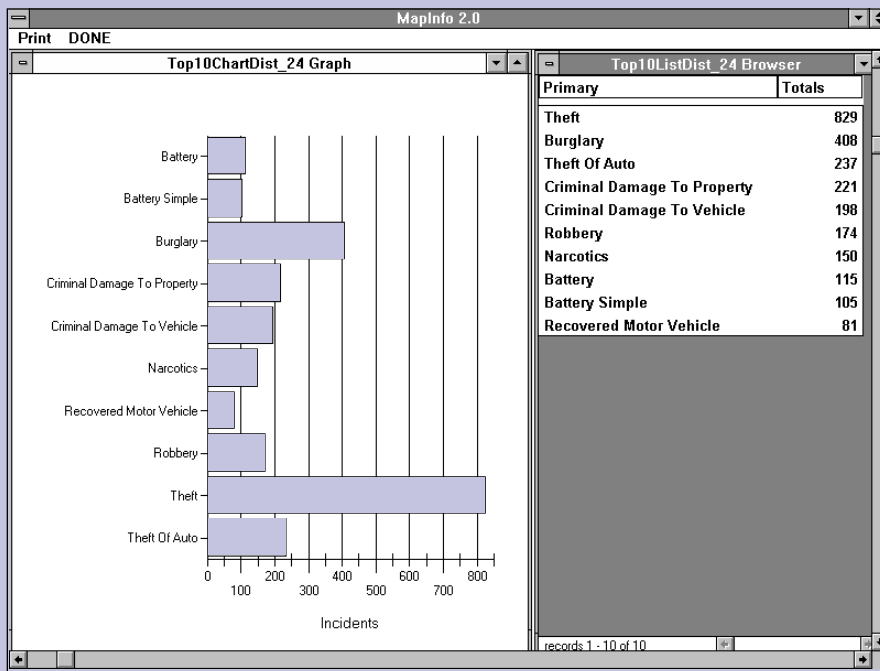 MapInfo 2.0
Print DONE
Top10ChartDist_24 Graph
Battery
Battery Simple
Burglary
Criminal Damage To Property
Criminal Damage To Vehicle
Narcotics
Recovered Motor Vehicle
Robbery
Theft
Theft Of Auto
0 200 400 600 800
100 300 500 700
Incidents
Top10ListDist_24 Browser
Primary Totals
Theft 829
Burglary 408
Theft Of Auto 237
Criminal Damage To Property 221
Criminal Damage To Vehicle 198
Robbery 174
Narcotics 150
Battery 115
Battery Simple 105
Recovered Motor Vehicle 81
records 1 - 10 of 10